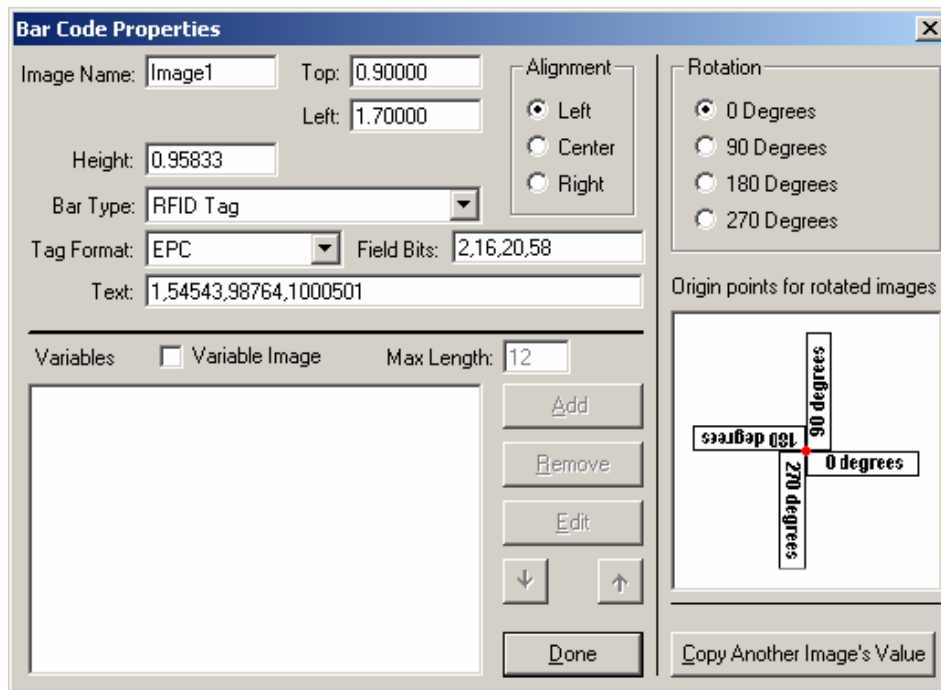 Bar Code Properties
Image Name: Image1 Top: 0.90000
Left: 1.70000
Height: 0.95833
Bar Type: RFID Tag
Tag Format: EPC Field Bits: 2,16,20,58
Text: 1,54543,98764,1000501
Alignment
Left
Center
Right
Rotation
0 Degrees
90 Degrees
180 Degrees
270 Degrees
Variables Variable Image Max Length: 12
Add
Remove
Edit
Done
Origin points for rotated images
90 degrees
180 degrees
0 degrees
270 degrees
Copy Another Image's Value